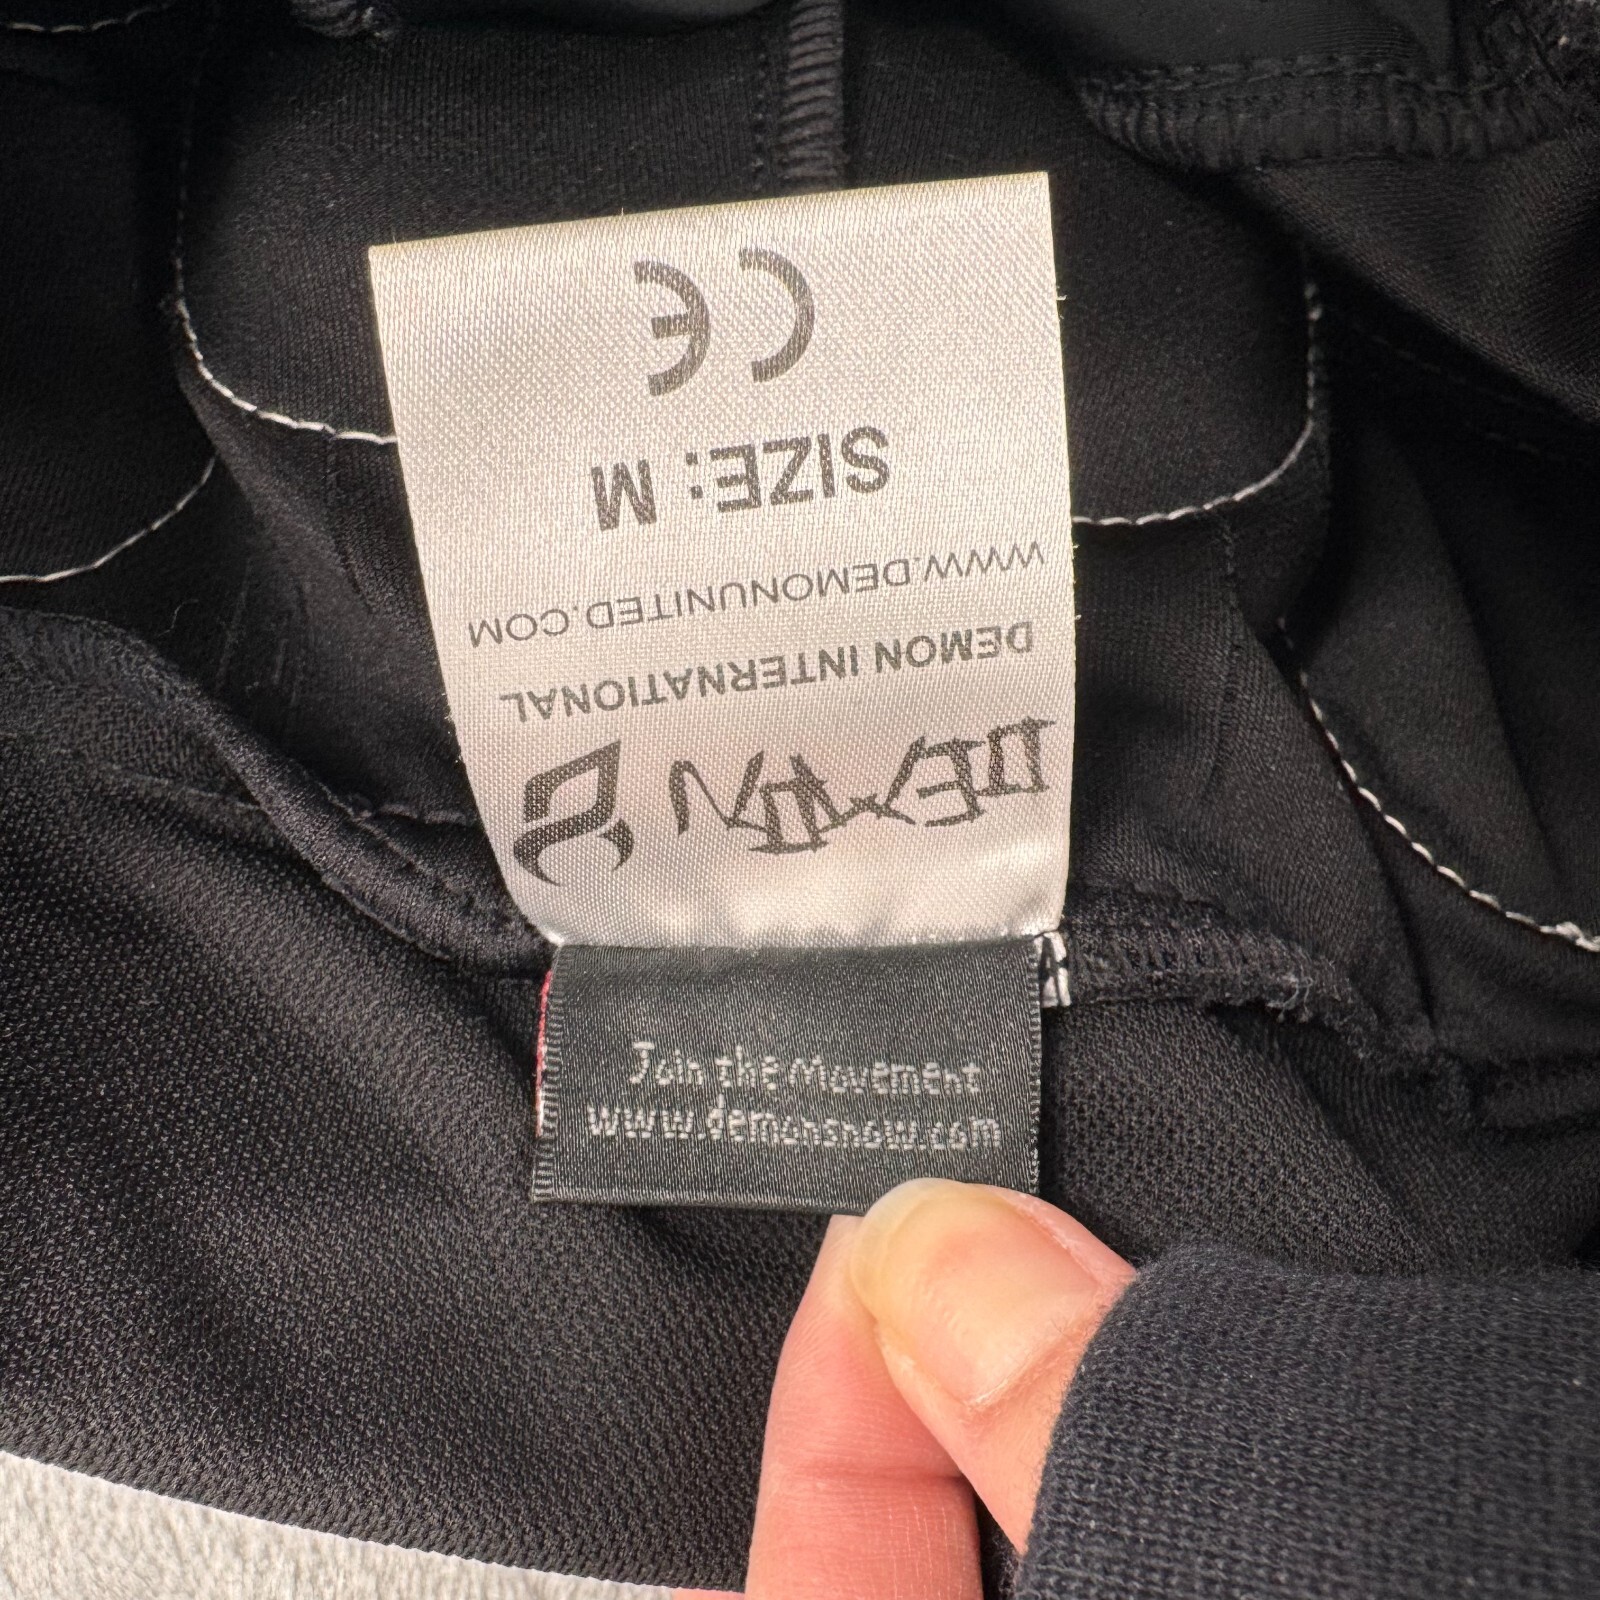 DEMON
DEMON INTERNATIONAL
WWW.DEMONUNITED.COM
SIZE: M
CE
Join the Movement
www.demonsnow.com